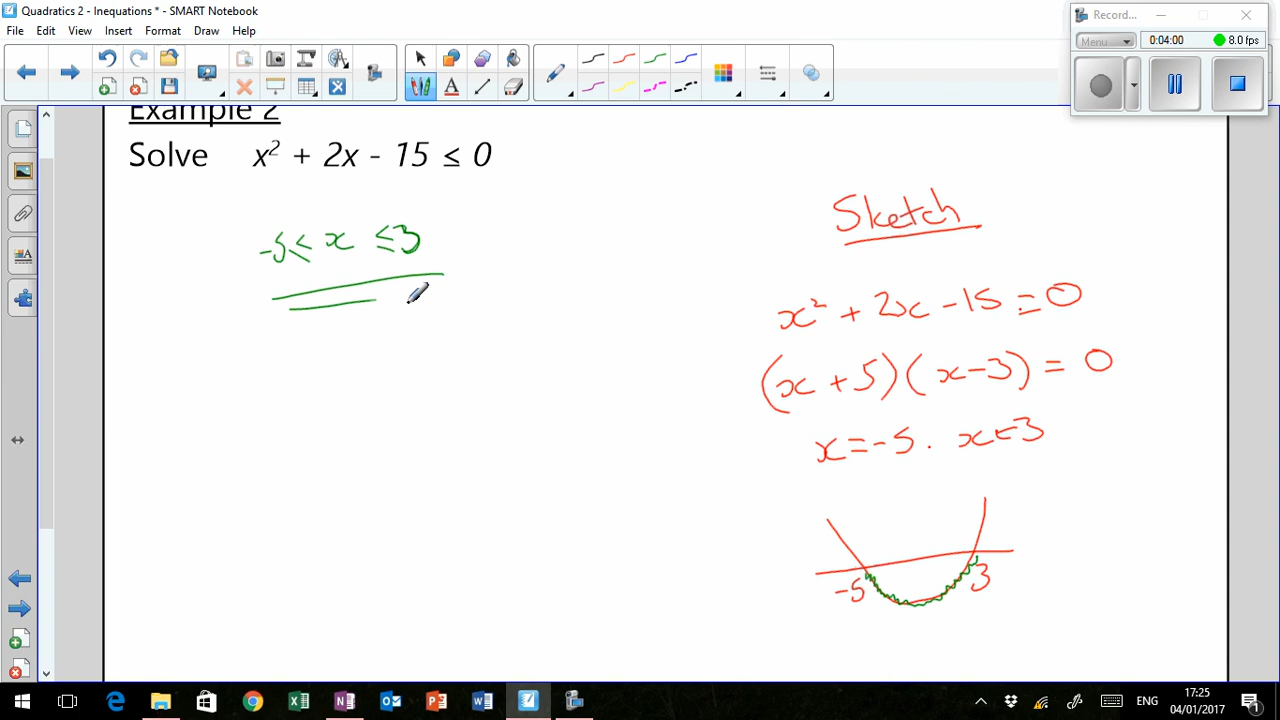 Quadratics 2 - Inequations * - SMART Notebook
File Edit View Insert Format Draw Help
Record...
Menu
0:04:00
8.0 fps
Example 2
Solve x² + 2x - 15 ≤ 0
-5 ≤ x ≤ 3
Sketch
x² + 2x - 15 = 0
(x + 5)(x - 3) = 0
x = -5 . x = 3
-5 3
ENG
17:25
04/01/2017